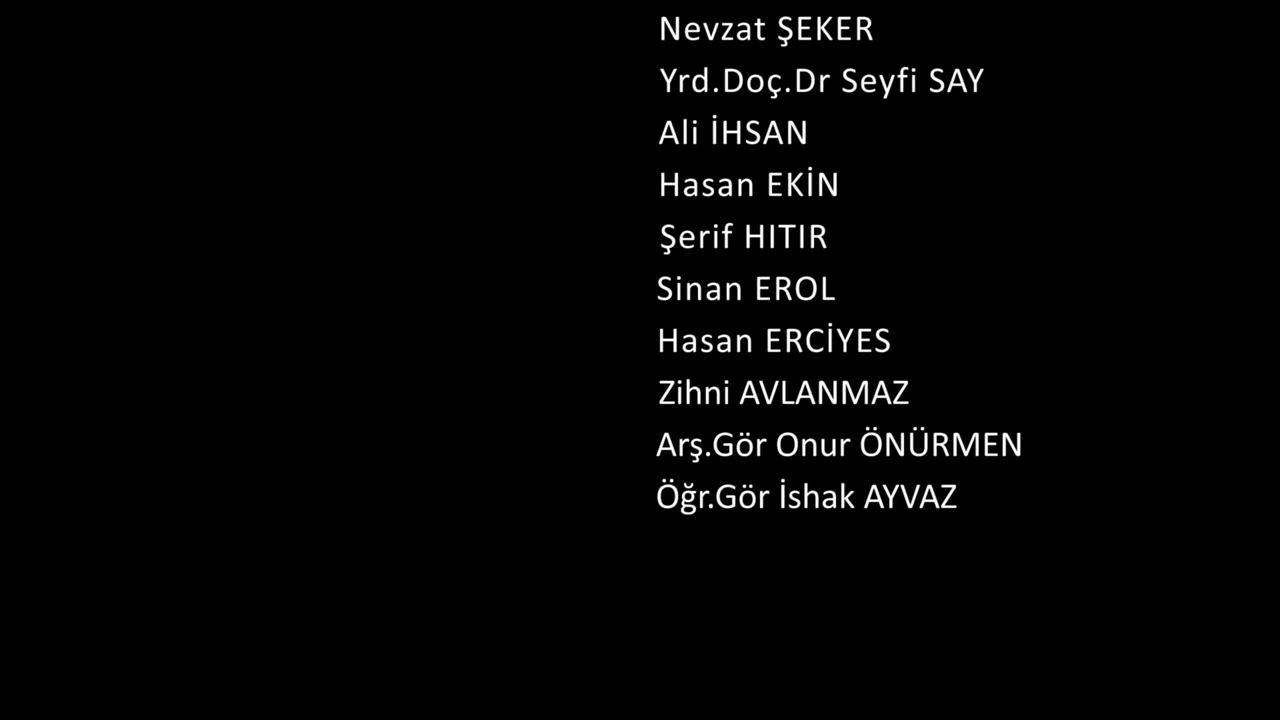 Nevzat ŞEKER
Yrd.Doç.Dr Seyfi SAY
Ali İHSAN
Hasan EKİN
Şerif HITIR
Sinan EROL
Hasan ERCİYES
Zihni AVLANMAZ
Arş.Gör Onur ÖNÜRMEN
Öğr.Gör İshak AYVAZ